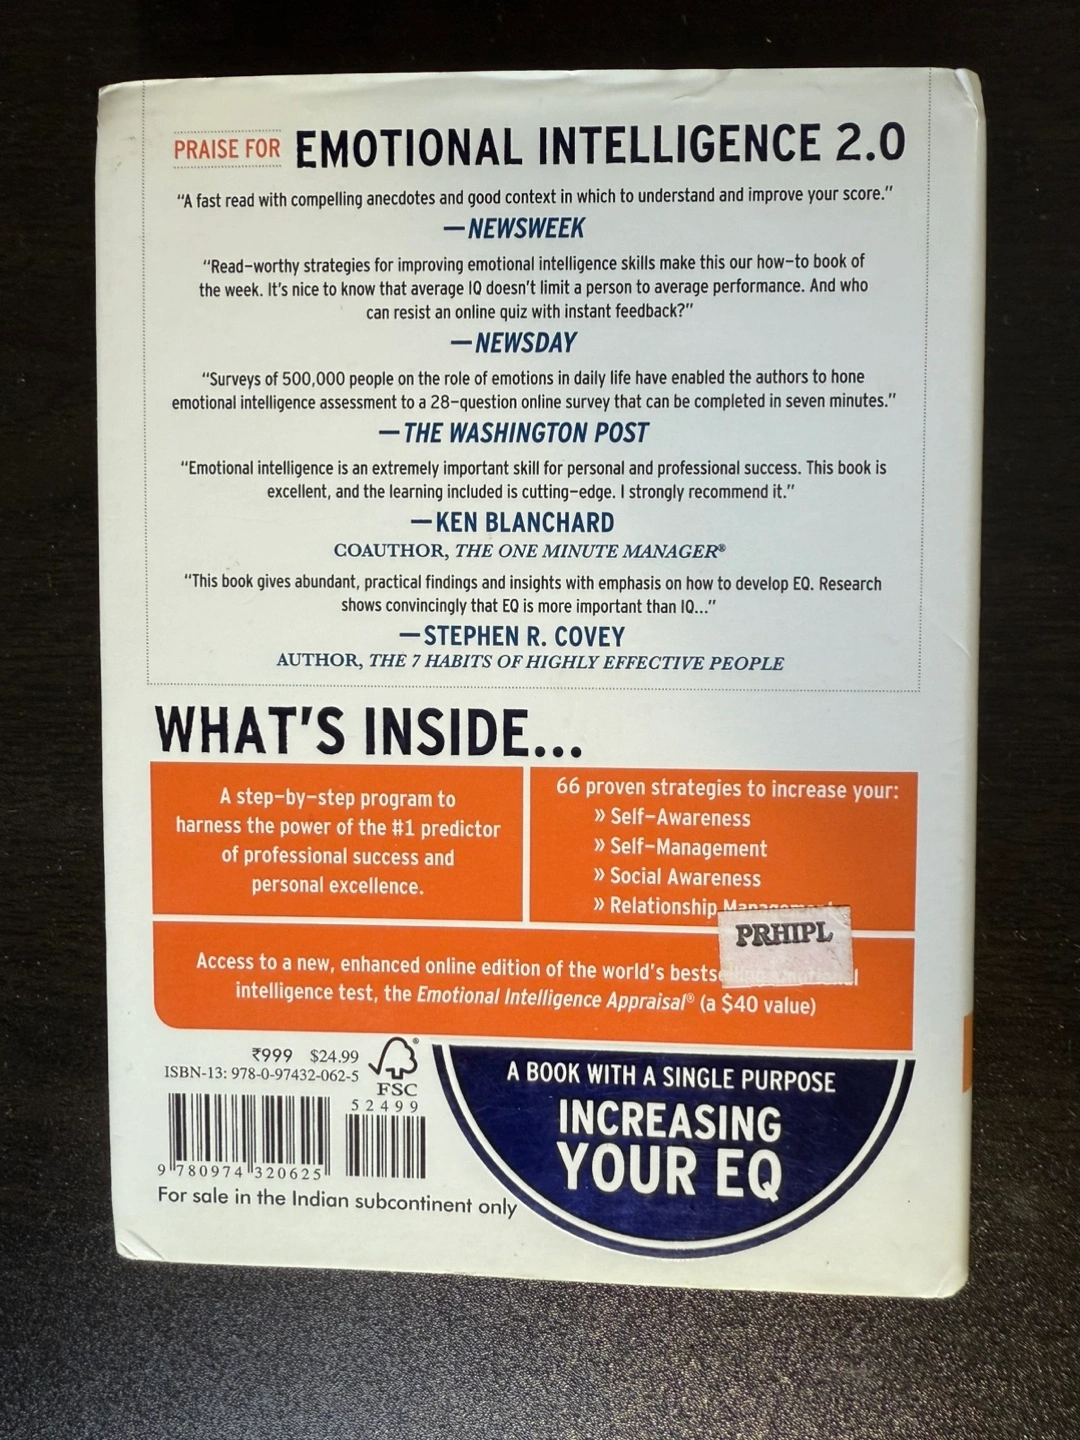 PRAISE FOR EMOTIONAL INTELLIGENCE 2.0
“A fast read with compelling anecdotes and good context in which to understand and improve your score.”
—NEWSWEEK
“Read-worthy strategies for improving emotional intelligence skills make this our how-to book of
the week. It's nice to know that average IQ doesn't limit a person to average performance. And who
can resist an online quiz with instant feedback?”
—NEWSDAY
“Surveys of 500,000 people on the role of emotions in daily life have enabled the authors to hone
emotional intelligence assessment to a 28-question online survey that can be completed in seven minutes.”
—THE WASHINGTON POST
“Emotional intelligence is an extremely important skill for personal and professional success. This book is
excellent, and the learning included is cutting-edge. I strongly recommend it.”
—KEN BLANCHARD
COAUTHOR, THE ONE MINUTE MANAGER®
“This book gives abundant, practical findings and insights with emphasis on how to develop EQ. Research
shows convincingly that EQ is more important than IQ...”
—STEPHEN R. COVEY
AUTHOR, THE 7 HABITS OF HIGHLY EFFECTIVE PEOPLE
WHAT'S INSIDE...
A step-by-step program to
harness the power of the #1 predictor
of professional success and
personal excellence.
66 proven strategies to increase your:
» Self-Awareness
» Self-Management
» Social Awareness
» Relationship
PRHIPL
Access to a new, enhanced online edition of the world's
intelligence test, the Emotional Intelligence Appraisal® (a $40 value)
₹999 $24.99
ISBN-13: 978-0-97432-062-5
FSC
52499
9 780974 320625
For sale in the Indian subcontinent only
A BOOK WITH A SINGLE PURPOSE
INCREASING
YOUR EQ